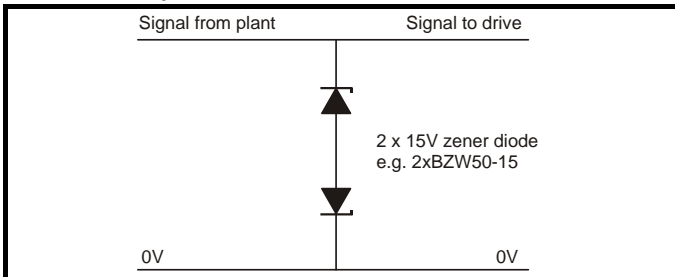 Signal from plant Signal to drive
2 x 15V zener diode
e.g. 2xBZW50-15
0V 0V